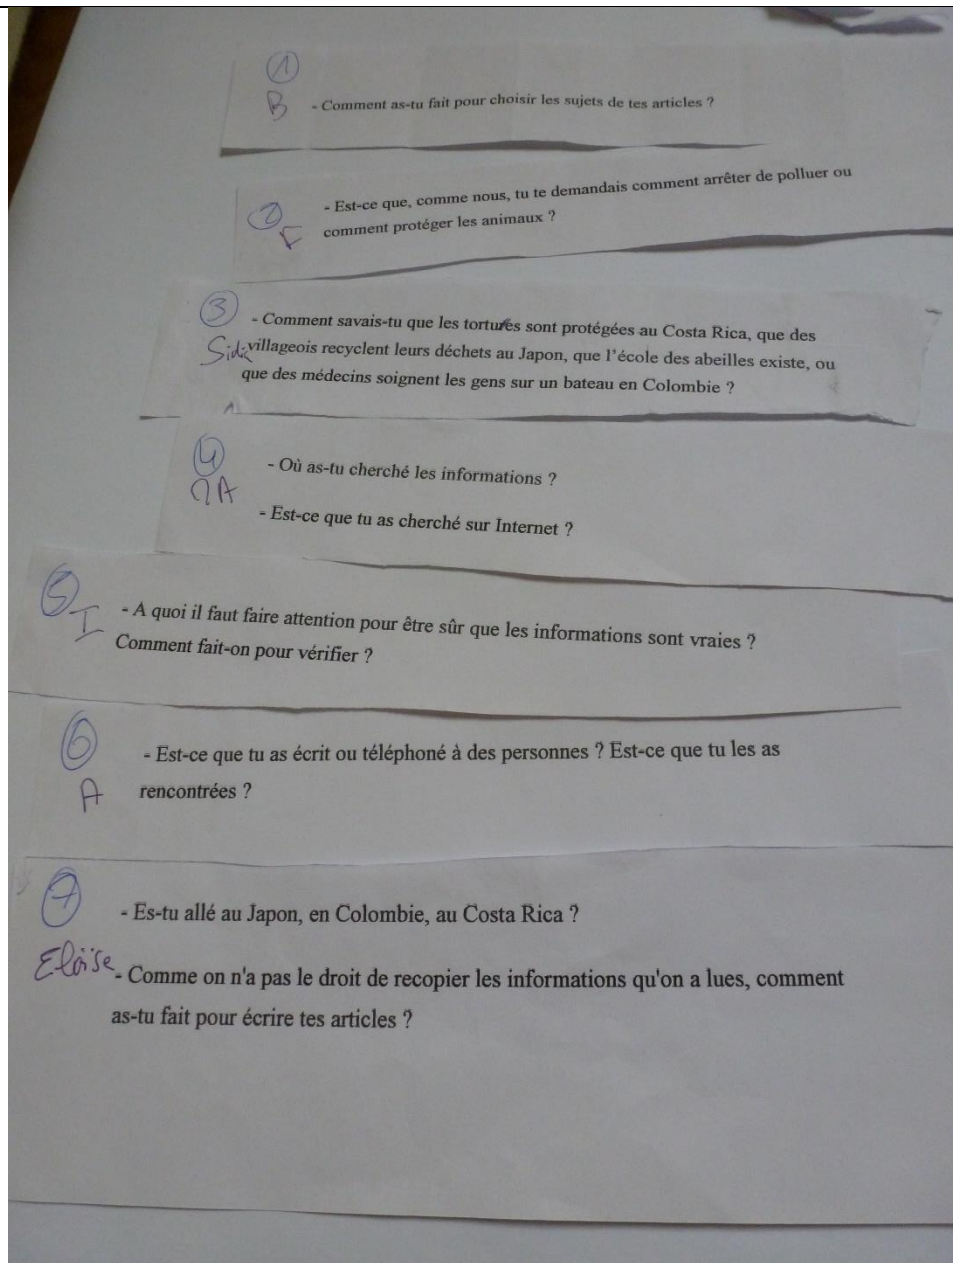 1
B - Comment as-tu fait pour choisir les sujets de tes articles ?
2 - Est-ce que, comme nous, tu te demandais comment arrêter de polluer ou
F comment protéger les animaux ?
3 - Comment savais-tu que les tortures sont protégées au Costa Rica, que des
villageois recyclent leurs déchets au Japon, que l'école des abeilles existe, ou
que des médecins soignent les gens sur un bateau en Colombie ?
4 - Où as-tu cherché les informations ?
- Est-ce que tu as cherché sur Internet ?
5 - A quoi il faut faire attention pour être sûr que les informations sont vraies ?
I Comment fait-on pour vérifier ?
6 - Est-ce que tu as écrit ou téléphoné à des personnes ? Est-ce que tu les as
A rencontrées ?
7 - Es-tu allé au Japon, en Colombie, au Costa Rica ?
Eloïse - Comme on n'a pas le droit de recopier les informations qu'on a lues, comment
as-tu fait pour écrire tes articles ?